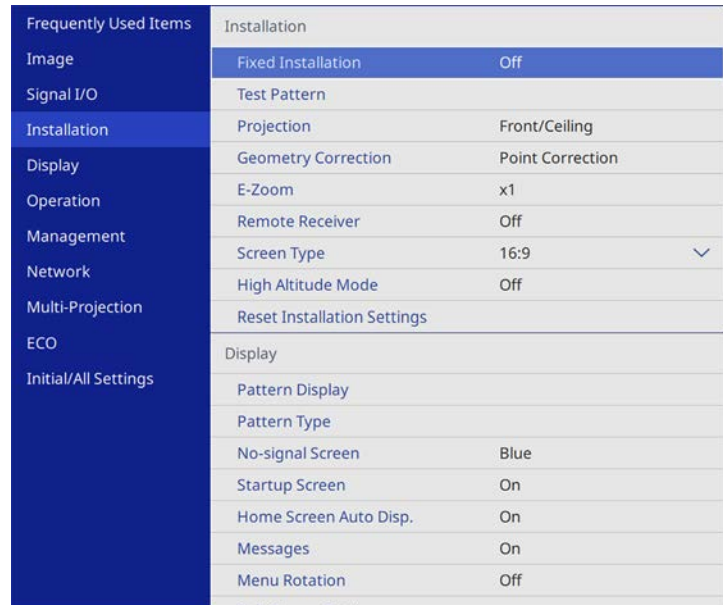 Frequently Used Items
Image
Signal I/O
Installation
Display
Operation
Management
Network
Multi-Projection
ECO
Initial/All Settings
Installation
Fixed Installation Off
Test Pattern
Projection Front/Ceiling
Geometry Correction Point Correction
E-Zoom x1
Remote Receiver Off
Screen Type 16:9
High Altitude Mode Off
Reset Installation Settings
Display
Pattern Display
Pattern Type
No-signal Screen Blue
Startup Screen On
Home Screen Auto Disp. On
Messages On
Menu Rotation Off